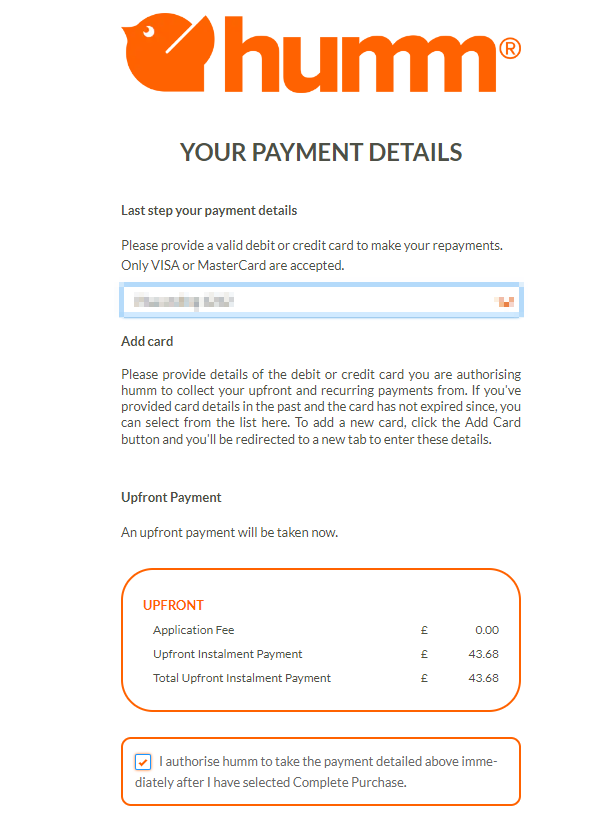 humm®
YOUR PAYMENT DETAILS
Last step your payment details
Please provide a valid debit or credit card to make your repayments.
Only VISA or MasterCard are accepted.
Add card
Please provide details of the debit or credit card you are authorising
humm to collect your upfront and recurring payments from. If you've
provided card details in the past and the card has not expired since, you
can select from the list here. To add a new card, click the Add Card
button and you'll be redirected to a new tab to enter these details.
Upfront Payment
An upfront payment will be taken now.
UPFRONT
Application Fee £ 0.00
Upfront Instalment Payment £ 43.68
Total Upfront Instalment Payment £ 43.68
I authorise humm to take the payment detailed above imme-
diately after I have selected Complete Purchase.